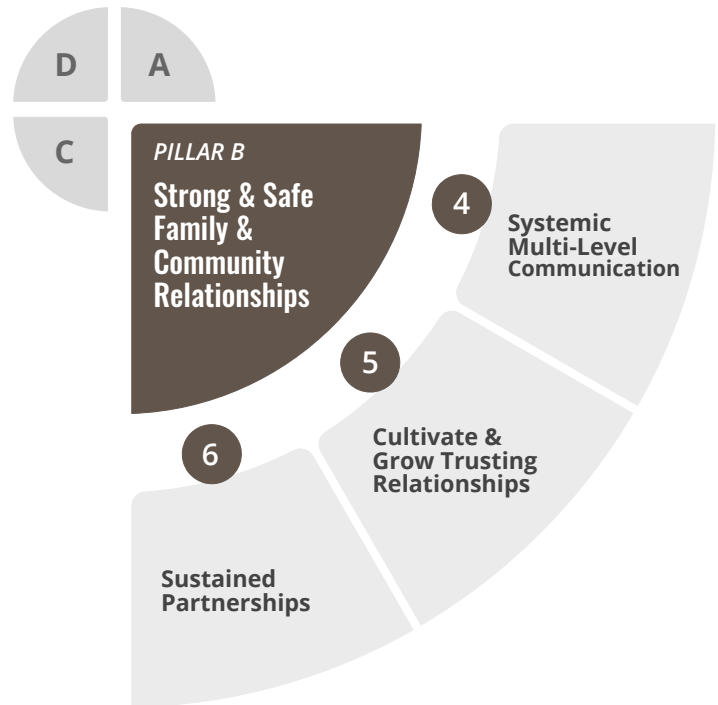 D
A
C
PILLAR B
Strong & Safe
Family &
Community
Relationships
4
Systemic
Multi-Level
Communication
5
Cultivate &
Grow Trusting
Relationships
6
Sustained
Partnerships